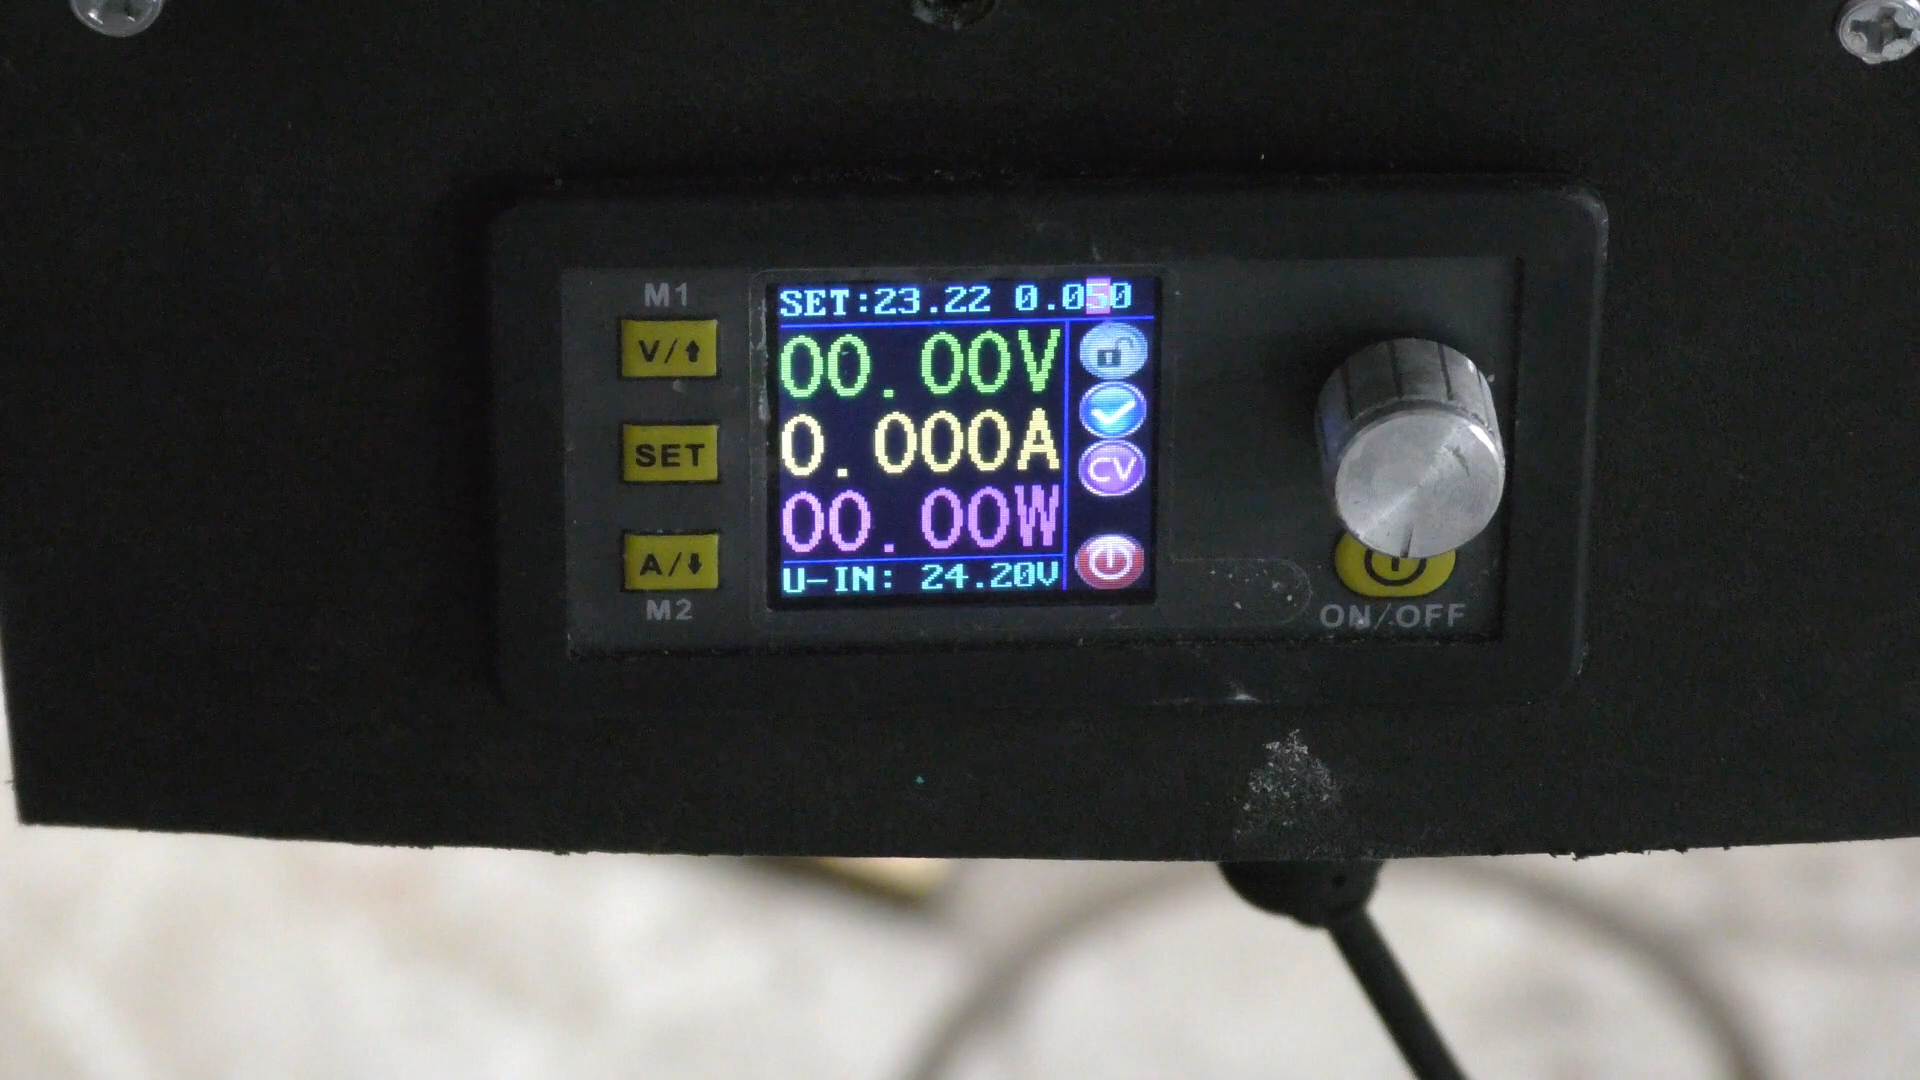 M1
V/⬆
SET
A/⬇
M2
SET:23.22 0.050
00.00V
0.000A
00.00W
U-IN: 24.20V
CV
ON/OFF